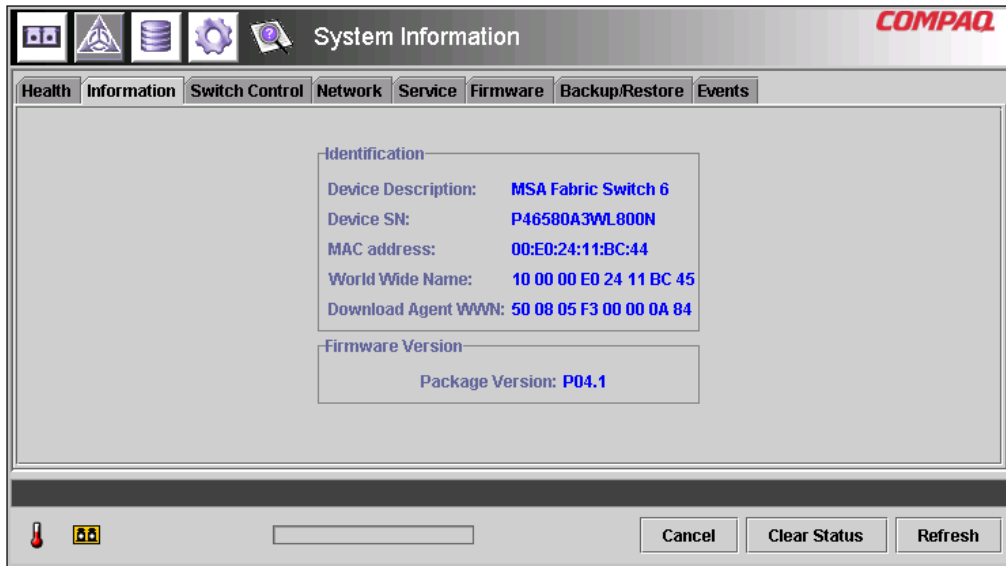 System Information
COMPAQ
Health Information Switch Control Network Service Firmware Backup/Restore Events
Identification
Device Description: MSA Fabric Switch 6
Device SN: P46580A3WL800N
MAC address: 00:E0:24:11:BC:44
World Wide Name: 10 00 00 E0 24 11 BC 45
Download Agent WWN: 50 08 05 F3 00 00 0A 84
Firmware Version
Package Version: P04.1
Cancel Clear Status Refresh